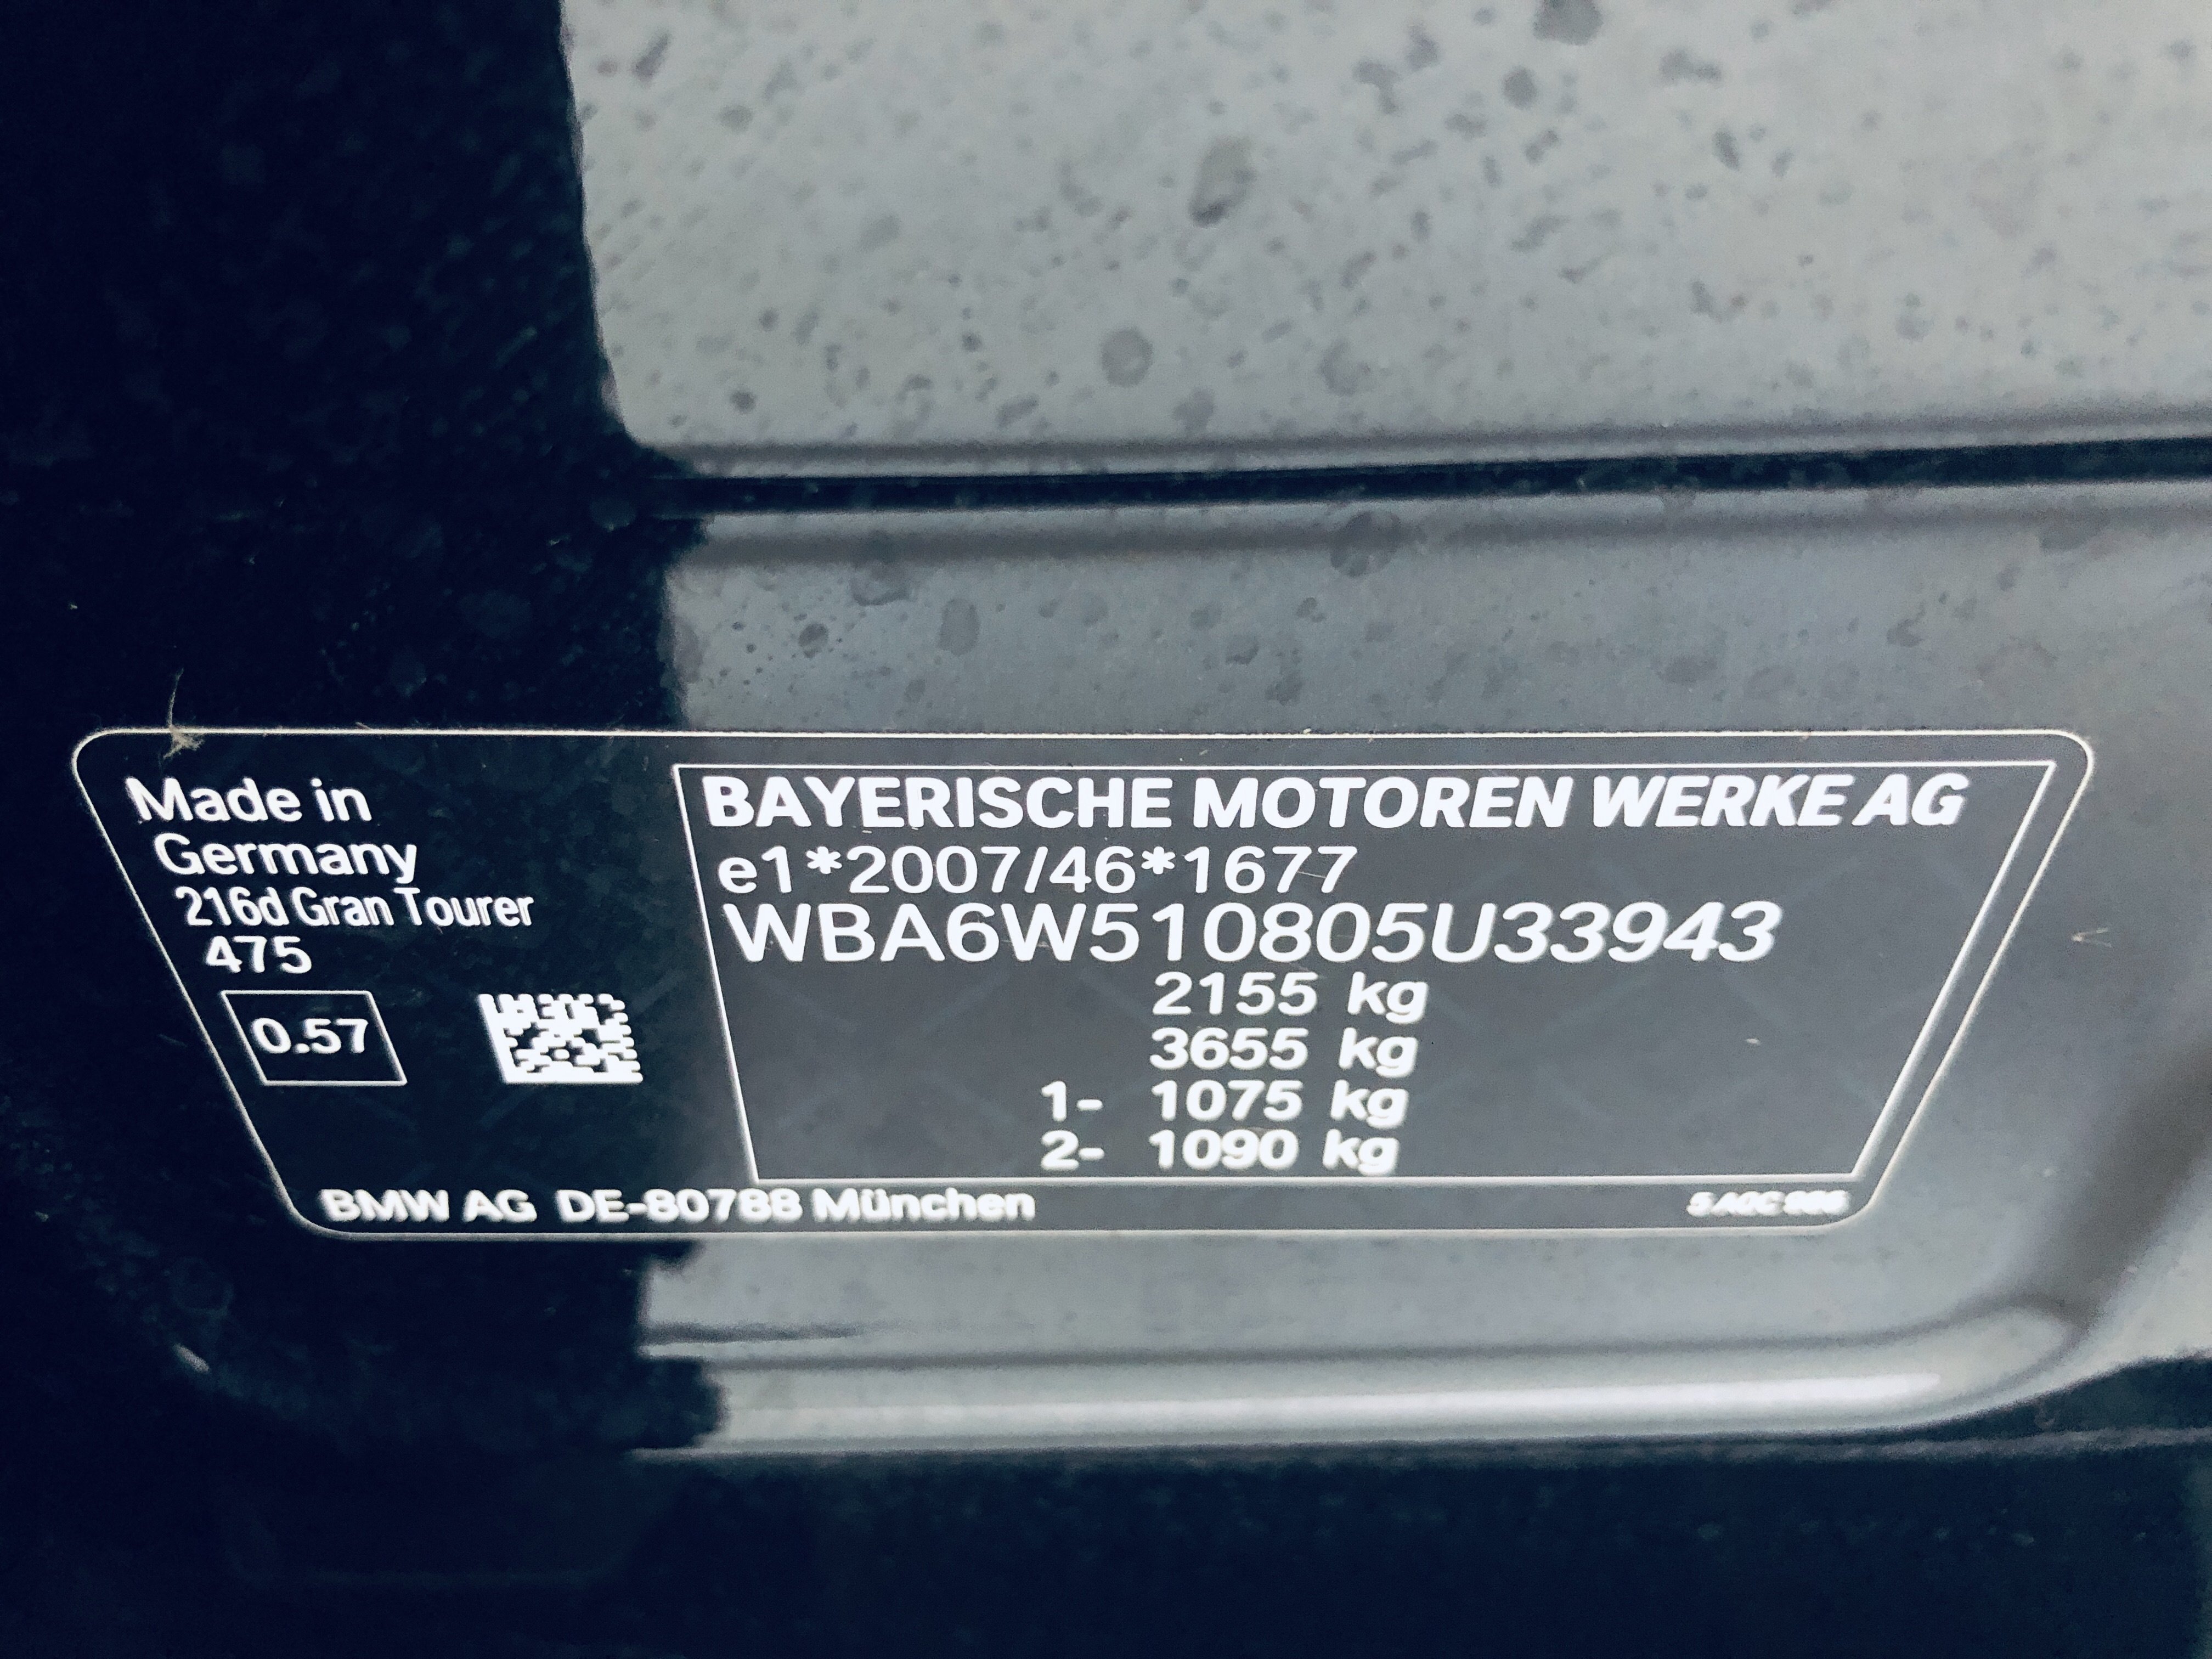 Made in
Germany
216d Gran Tourer
475
0.57
BAYERISCHE MOTOREN WERKE AG
e1*2007/46*1677
WBA6W510805U33943
2155 kg
3655 kg
1- 1075 kg
2- 1090 kg
BMW AG DE-80788 München